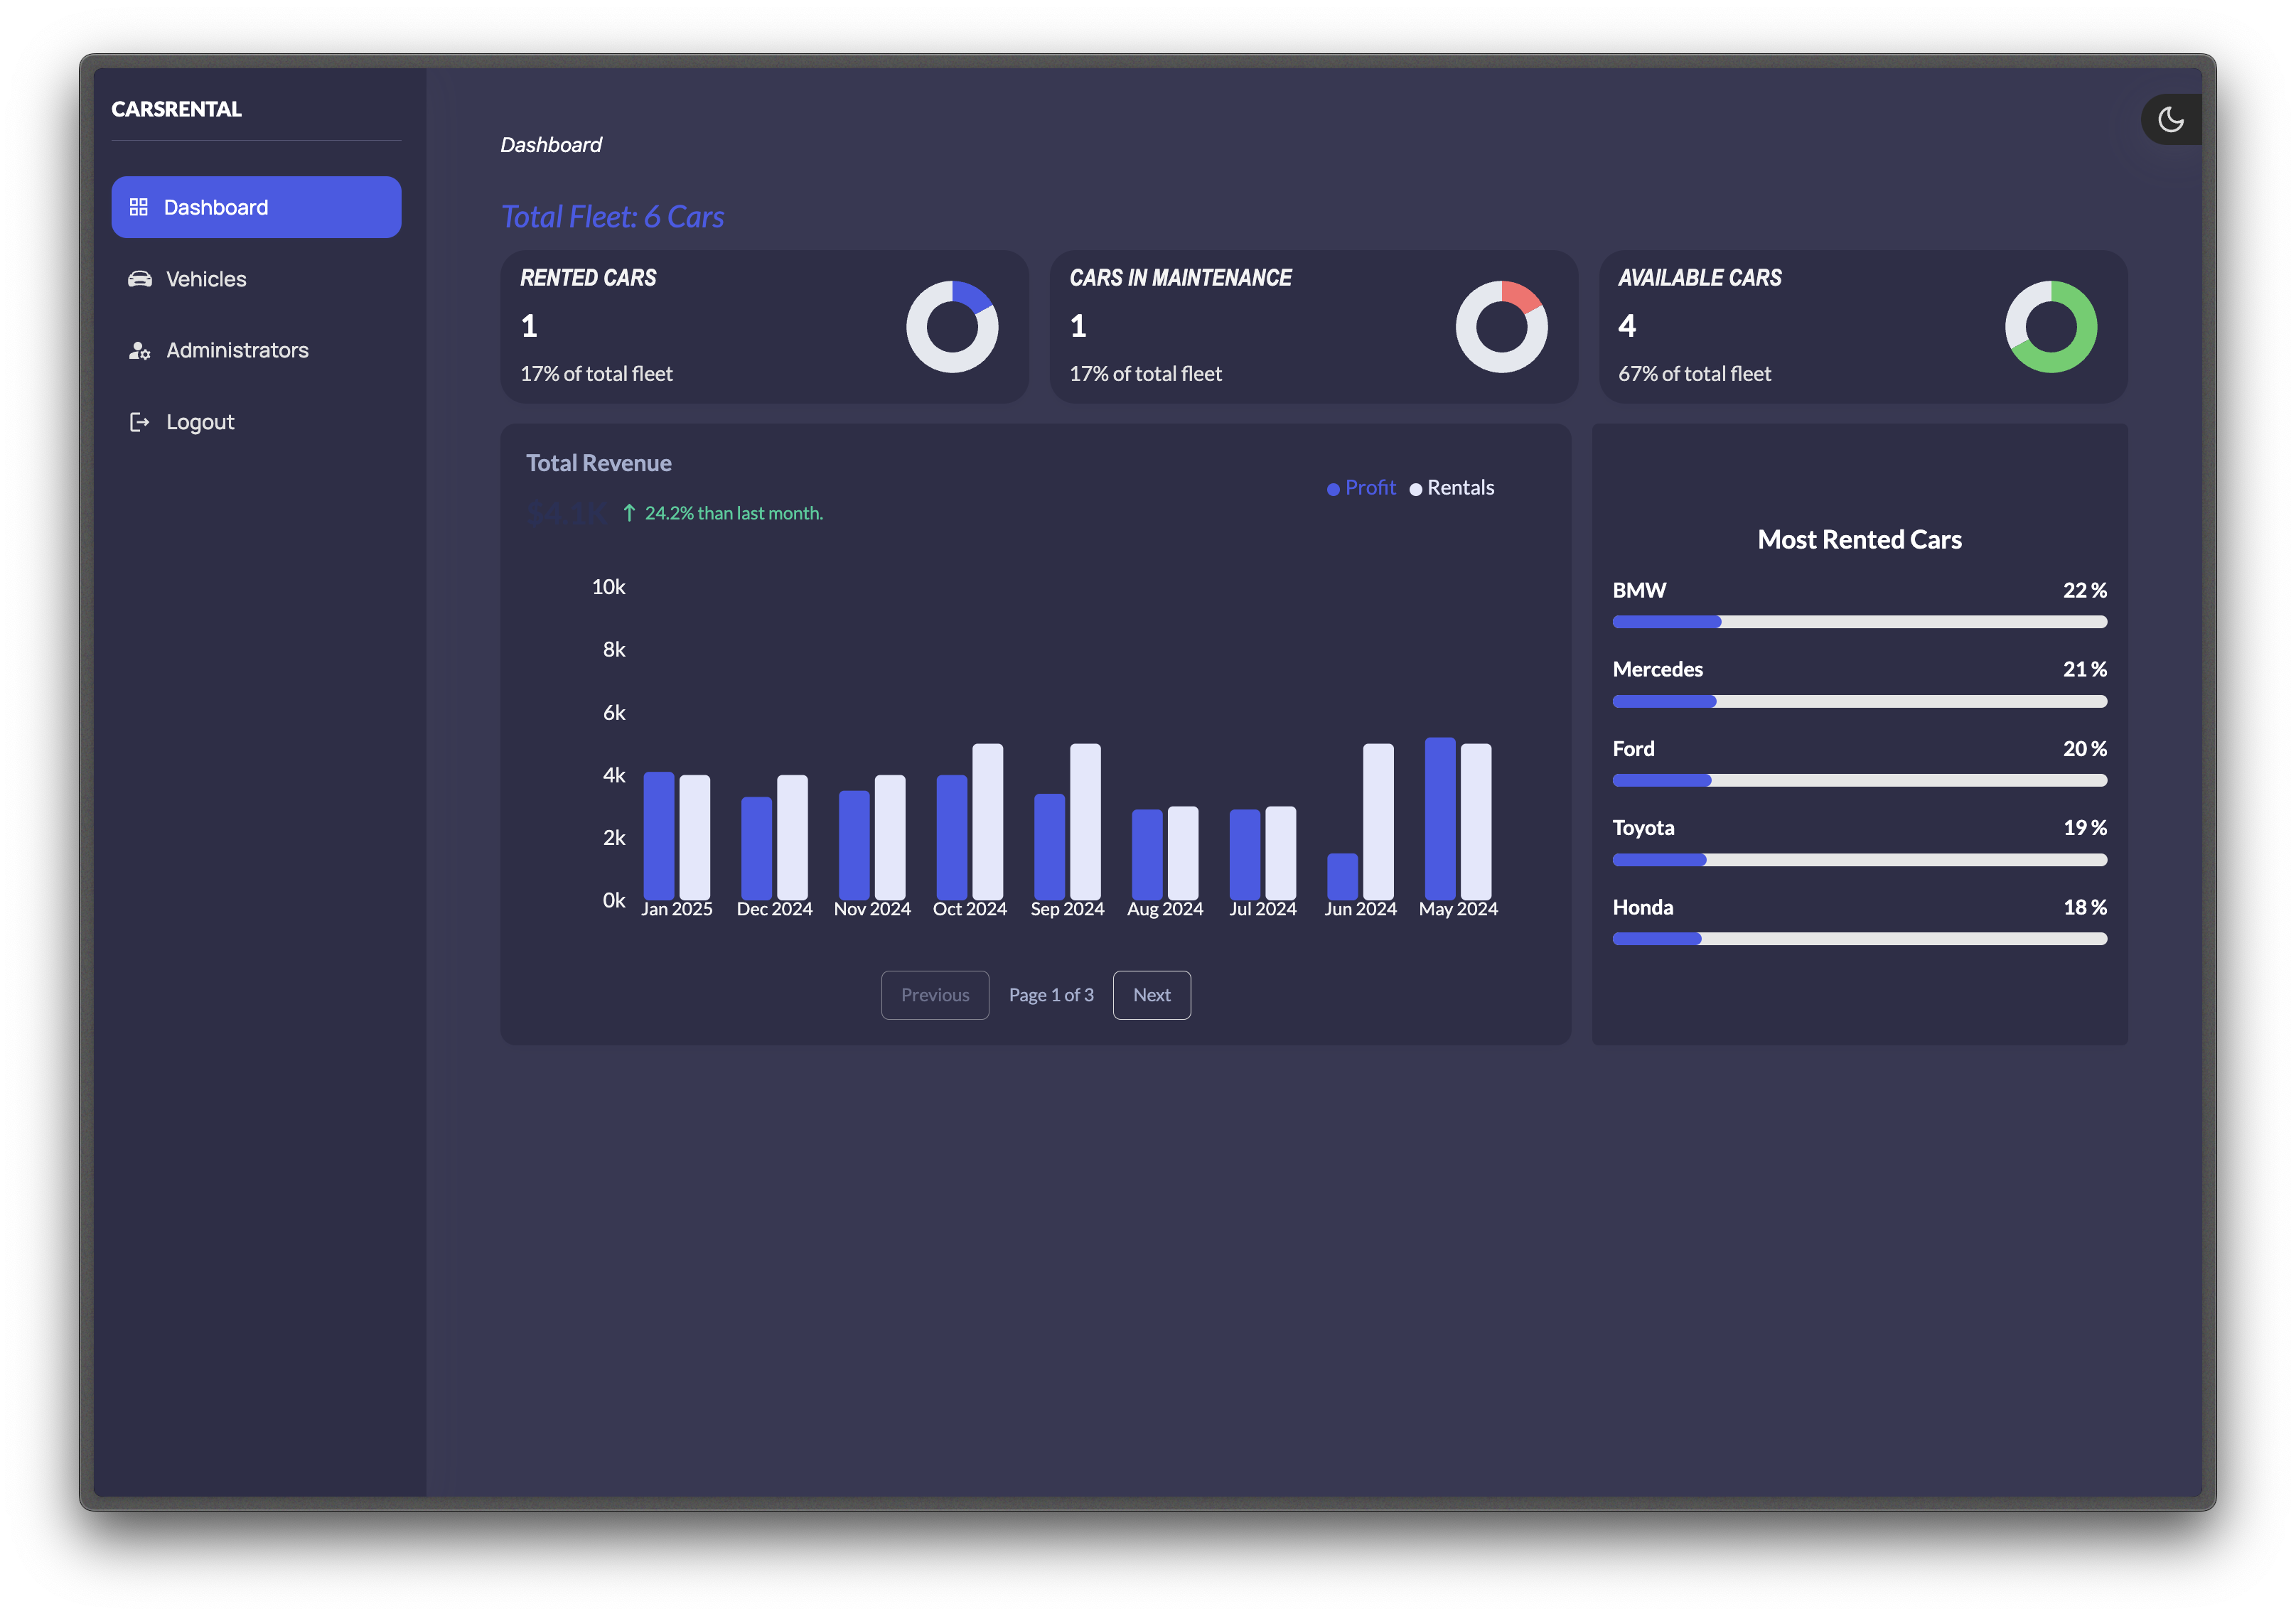 CARSRENTAL
Dashboard
Vehicles
Administrators
Logout
Dashboard
Total Fleet: 6 Cars
RENTED CARS
1
17% of total fleet
CARS IN MAINTENANCE
1
17% of total fleet
AVAILABLE CARS
4
67% of total fleet
Total Revenue
$4.1K ↑ 24.2% than last month.
Profit Rentals
10k
8k
6k
4k
2k
0k
Jan 2025 Dec 2024 Nov 2024 Oct 2024 Sep 2024 Aug 2024 Jul 2024 Jun 2024 May 2024
Previous Page 1 of 3 Next
Most Rented Cars
BMW 22 %
Mercedes 21 %
Ford 20 %
Toyota 19 %
Honda 18 %